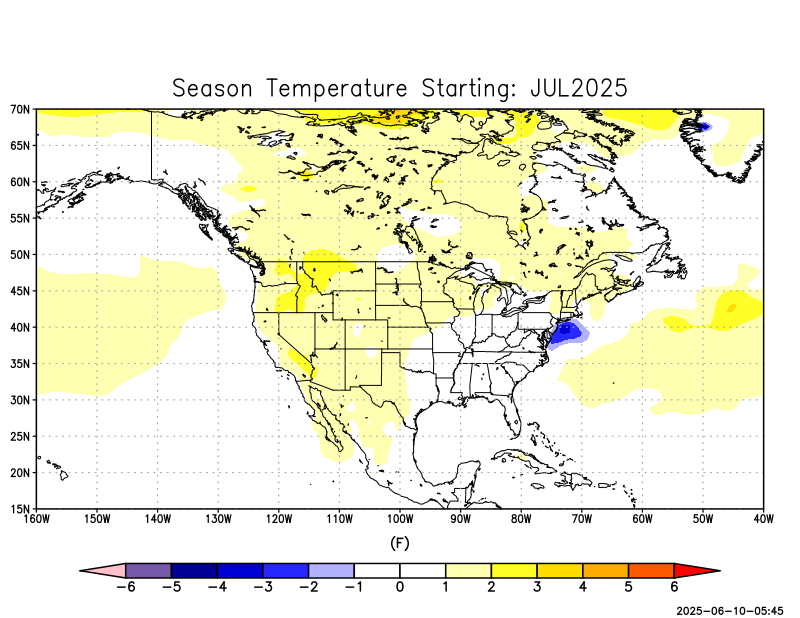 Season Temperature Starting: JUL2025
70N
65N
60N
55N
50N
45N
40N
35N
30N
25N
20N
15N
160W 150W 140W 130W 120W 110W 100W 90W 80W 70W 60W 50W 40W
(F)
-6 -5 -4 -3 -2 -1 0 1 2 3 4 5 6
2025-06-10-05:45